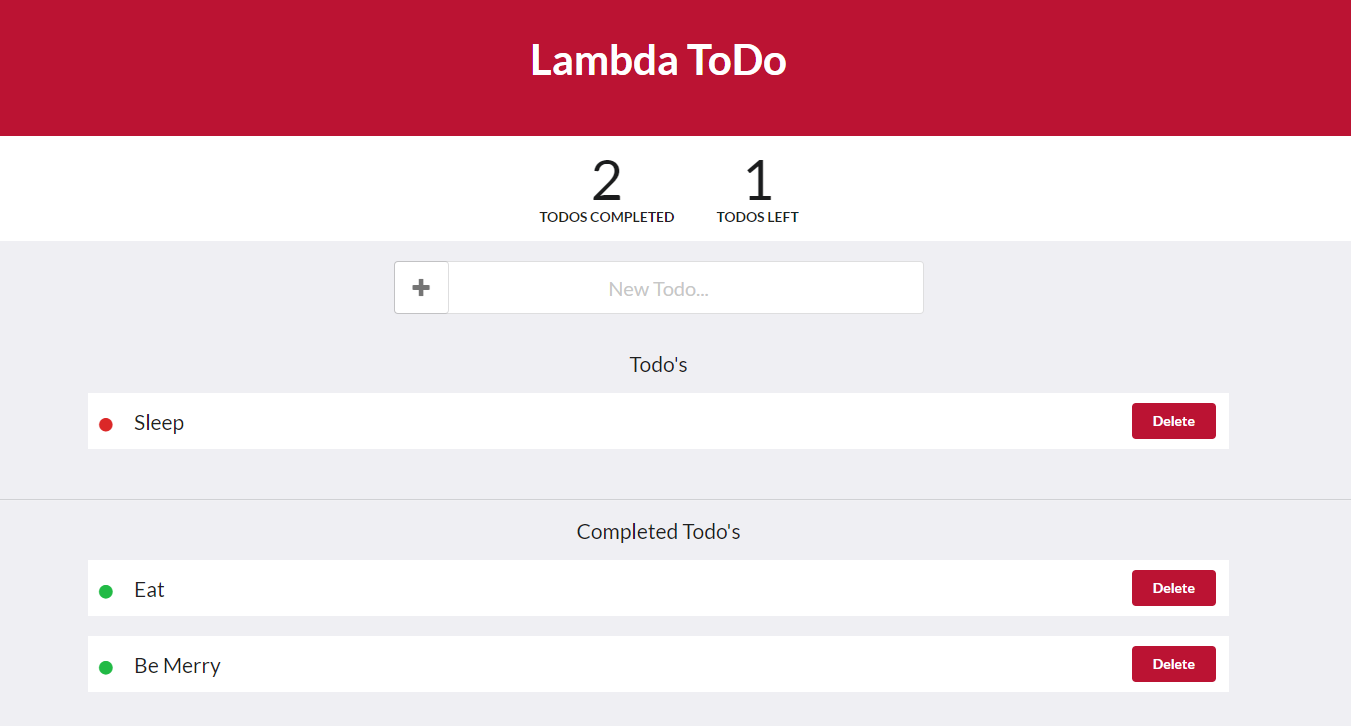 Lambda ToDo
2 1
TODOS COMPLETED TODOS LEFT
New Todo...
Todo's
Sleep Delete
Completed Todo's
Eat Delete
Be Merry Delete